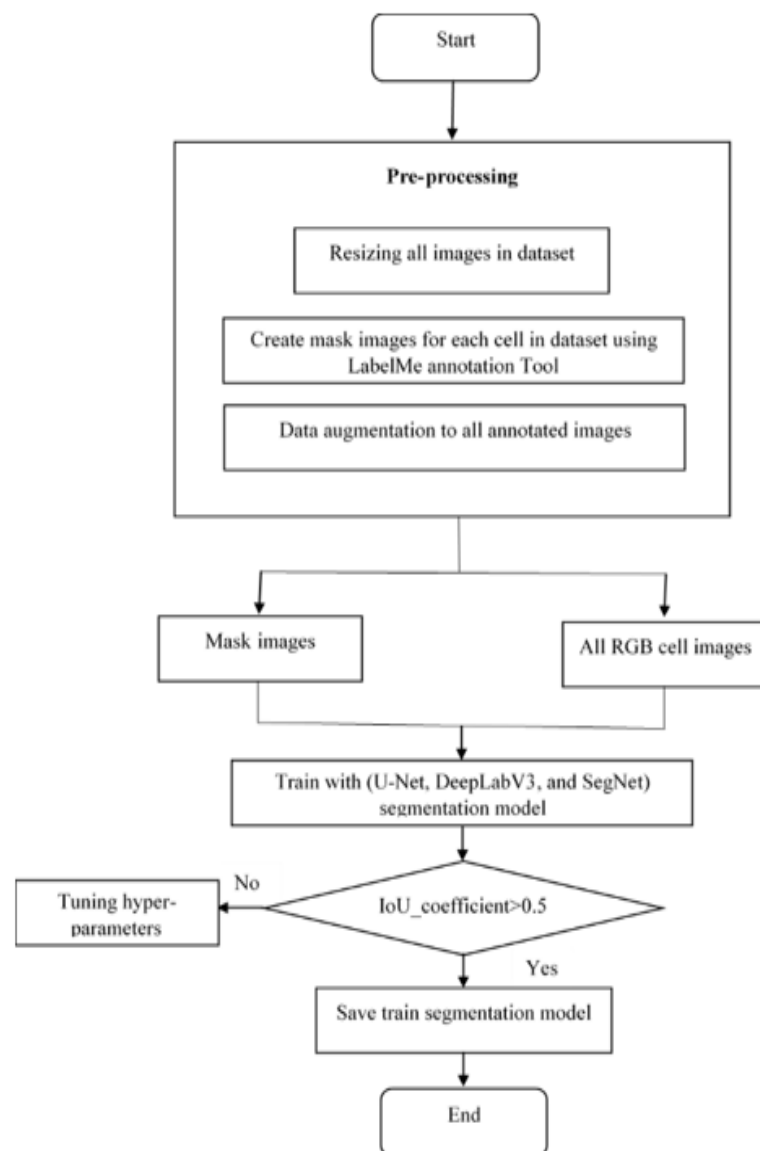 Start
Pre-processing
Resizing all images in dataset
Create mask images for each cell in dataset using
LabelMe annotation Tool
Data augmentation to all annotated images
Mask images
All RGB cell images
Train with (U-Net, DeepLabV3, and SegNet)
segmentation model
No
Tuning hyper-
parameters
IoU_coefficient>0.5
Yes
Save train segmentation model
End